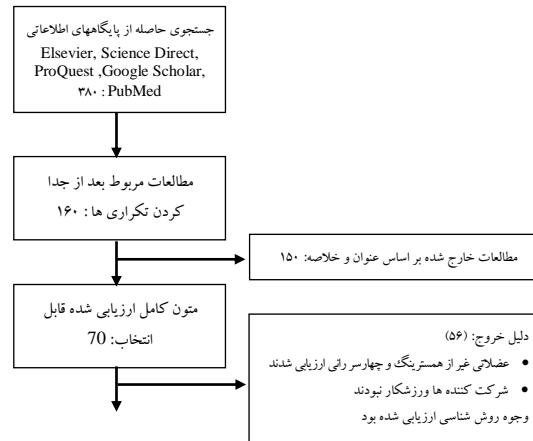 جستجوی حاصله از پایگاههای اطلاعاتی
Elsevier, Science Direct,
ProQuest ,Google Scholar,
۳۸۰ : PubMed
مطالعات مربوط بعد از جدا
کردن تکراری ها : ۱۶۰
مطالعات خارج شده بر اساس عنوان و خلاصه: ۱۵۰
متون کامل ارزیابی شده قابل
انتخاب: 70
دلیل خروج: (۵۶)
• عضلاتی غیر از همسترینگ و چهارسر رانی ارزیابی شدند
• شرکت کننده ها ورزشکار نبودند
وجوه روش شناسی ارزیابی شده بود